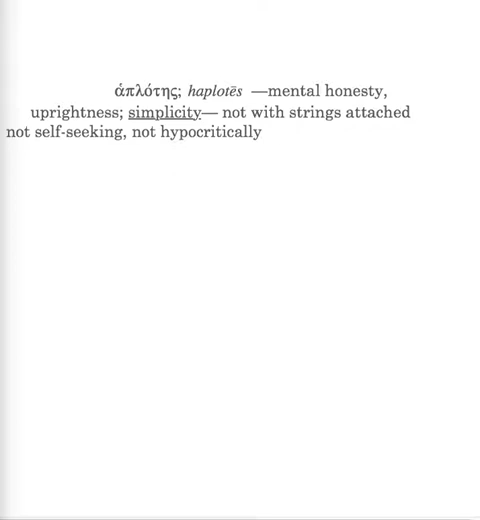 ἁπλότης; haplotēs —mental honesty,
uprightness; simplicity— not with strings attached
not self-seeking, not hypocritically